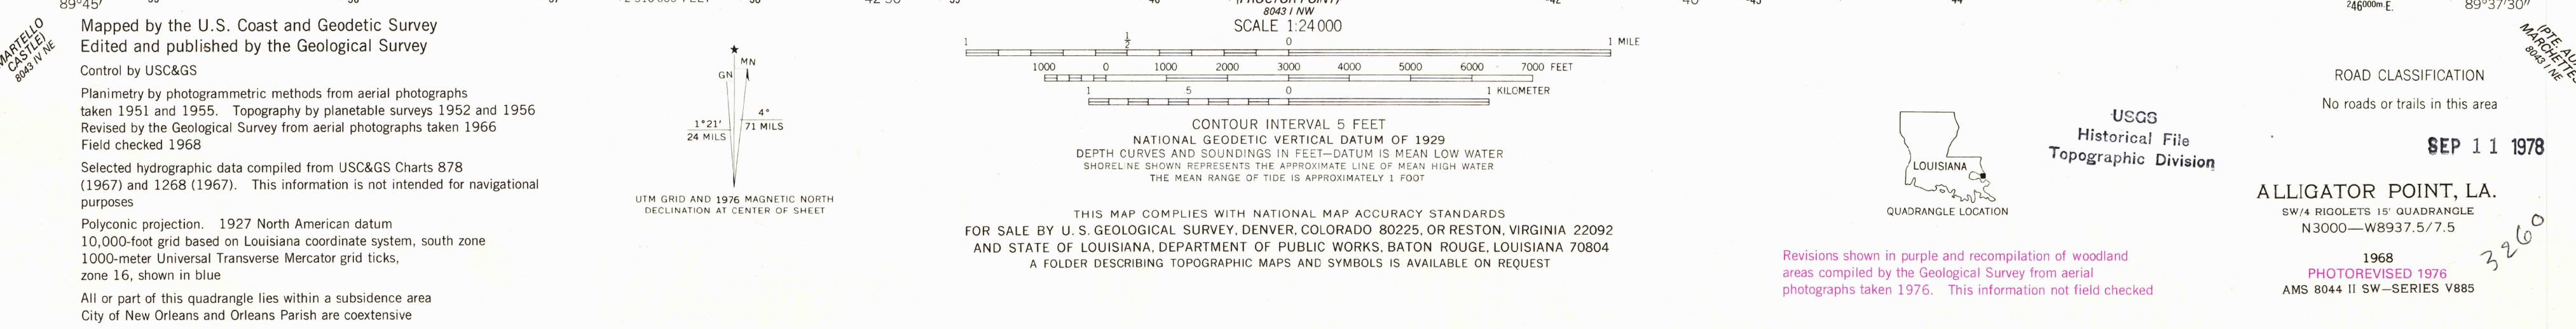 89°45'
(PROCTOR POINT)
8043 I NW
246000m.E.
89°37'30"
MARTELLO
CASTLE)
8043 IV NE
Mapped by the U.S. Coast and Geodetic Survey
Edited and published by the Geological Survey
Control by USC&GS
Planimetry by photogrammetric methods from aerial photographs
taken 1951 and 1955. Topography by planetable surveys 1952 and 1956
Revised by the Geological Survey from aerial photographs taken 1966
Field checked 1968
Selected hydrographic data compiled from USC&GS Charts 878
(1967) and 1268 (1967). This information is not intended for navigational
purposes
Polyconic projection. 1927 North American datum
10,000-foot grid based on Louisiana coordinate system, south zone
1000-meter Universal Transverse Mercator grid ticks,
zone 16, shown in blue
All or part of this quadrangle lies within a subsidence area
City of New Orleans and Orleans Parish are coextensive
MN
GN
1°21'
24 MILS
4°
71 MILS
UTM GRID AND 1976 MAGNETIC NORTH
DECLINATION AT CENTER OF SHEET
SCALE 1:24 000
1 ½ 0 1 MILE
1000 0 1000 2000 3000 4000 5000 6000 7000 FEET
1 .5 0 1 KILOMETER
CONTOUR INTERVAL 5 FEET
NATIONAL GEODETIC VERTICAL DATUM OF 1929
DEPTH CURVES AND SOUNDINGS IN FEET—DATUM IS MEAN LOW WATER
SHORELINE SHOWN REPRESENTS THE APPROXIMATE LINE OF MEAN HIGH WATER
THE MEAN RANGE OF TIDE IS APPROXIMATELY 1 FOOT
THIS MAP COMPLIES WITH NATIONAL MAP ACCURACY STANDARDS
FOR SALE BY U. S. GEOLOGICAL SURVEY, DENVER, COLORADO 80225, OR RESTON, VIRGINIA 22092
AND STATE OF LOUISIANA, DEPARTMENT OF PUBLIC WORKS, BATON ROUGE, LOUISIANA 70804
A FOLDER DESCRIBING TOPOGRAPHIC MAPS AND SYMBOLS IS AVAILABLE ON REQUEST
LOUISIANA
QUADRANGLE LOCATION
Revisions shown in purple and recompilation of woodland
areas compiled by the Geological Survey from aerial
photographs taken 1976. This information not field checked
USGS
Historical File
Topographic Division
(PTE. AUX
MARCHETTES
8043 I NE
ROAD CLASSIFICATION
No roads or trails in this area
SEP 11 1978
ALLIGATOR POINT, LA.
SW/4 RIGOLETS 15' QUADRANGLE
N3000—W8937.5/7.5
1968
PHOTOREVISED 1976
AMS 8044 II SW—SERIES V885
3260